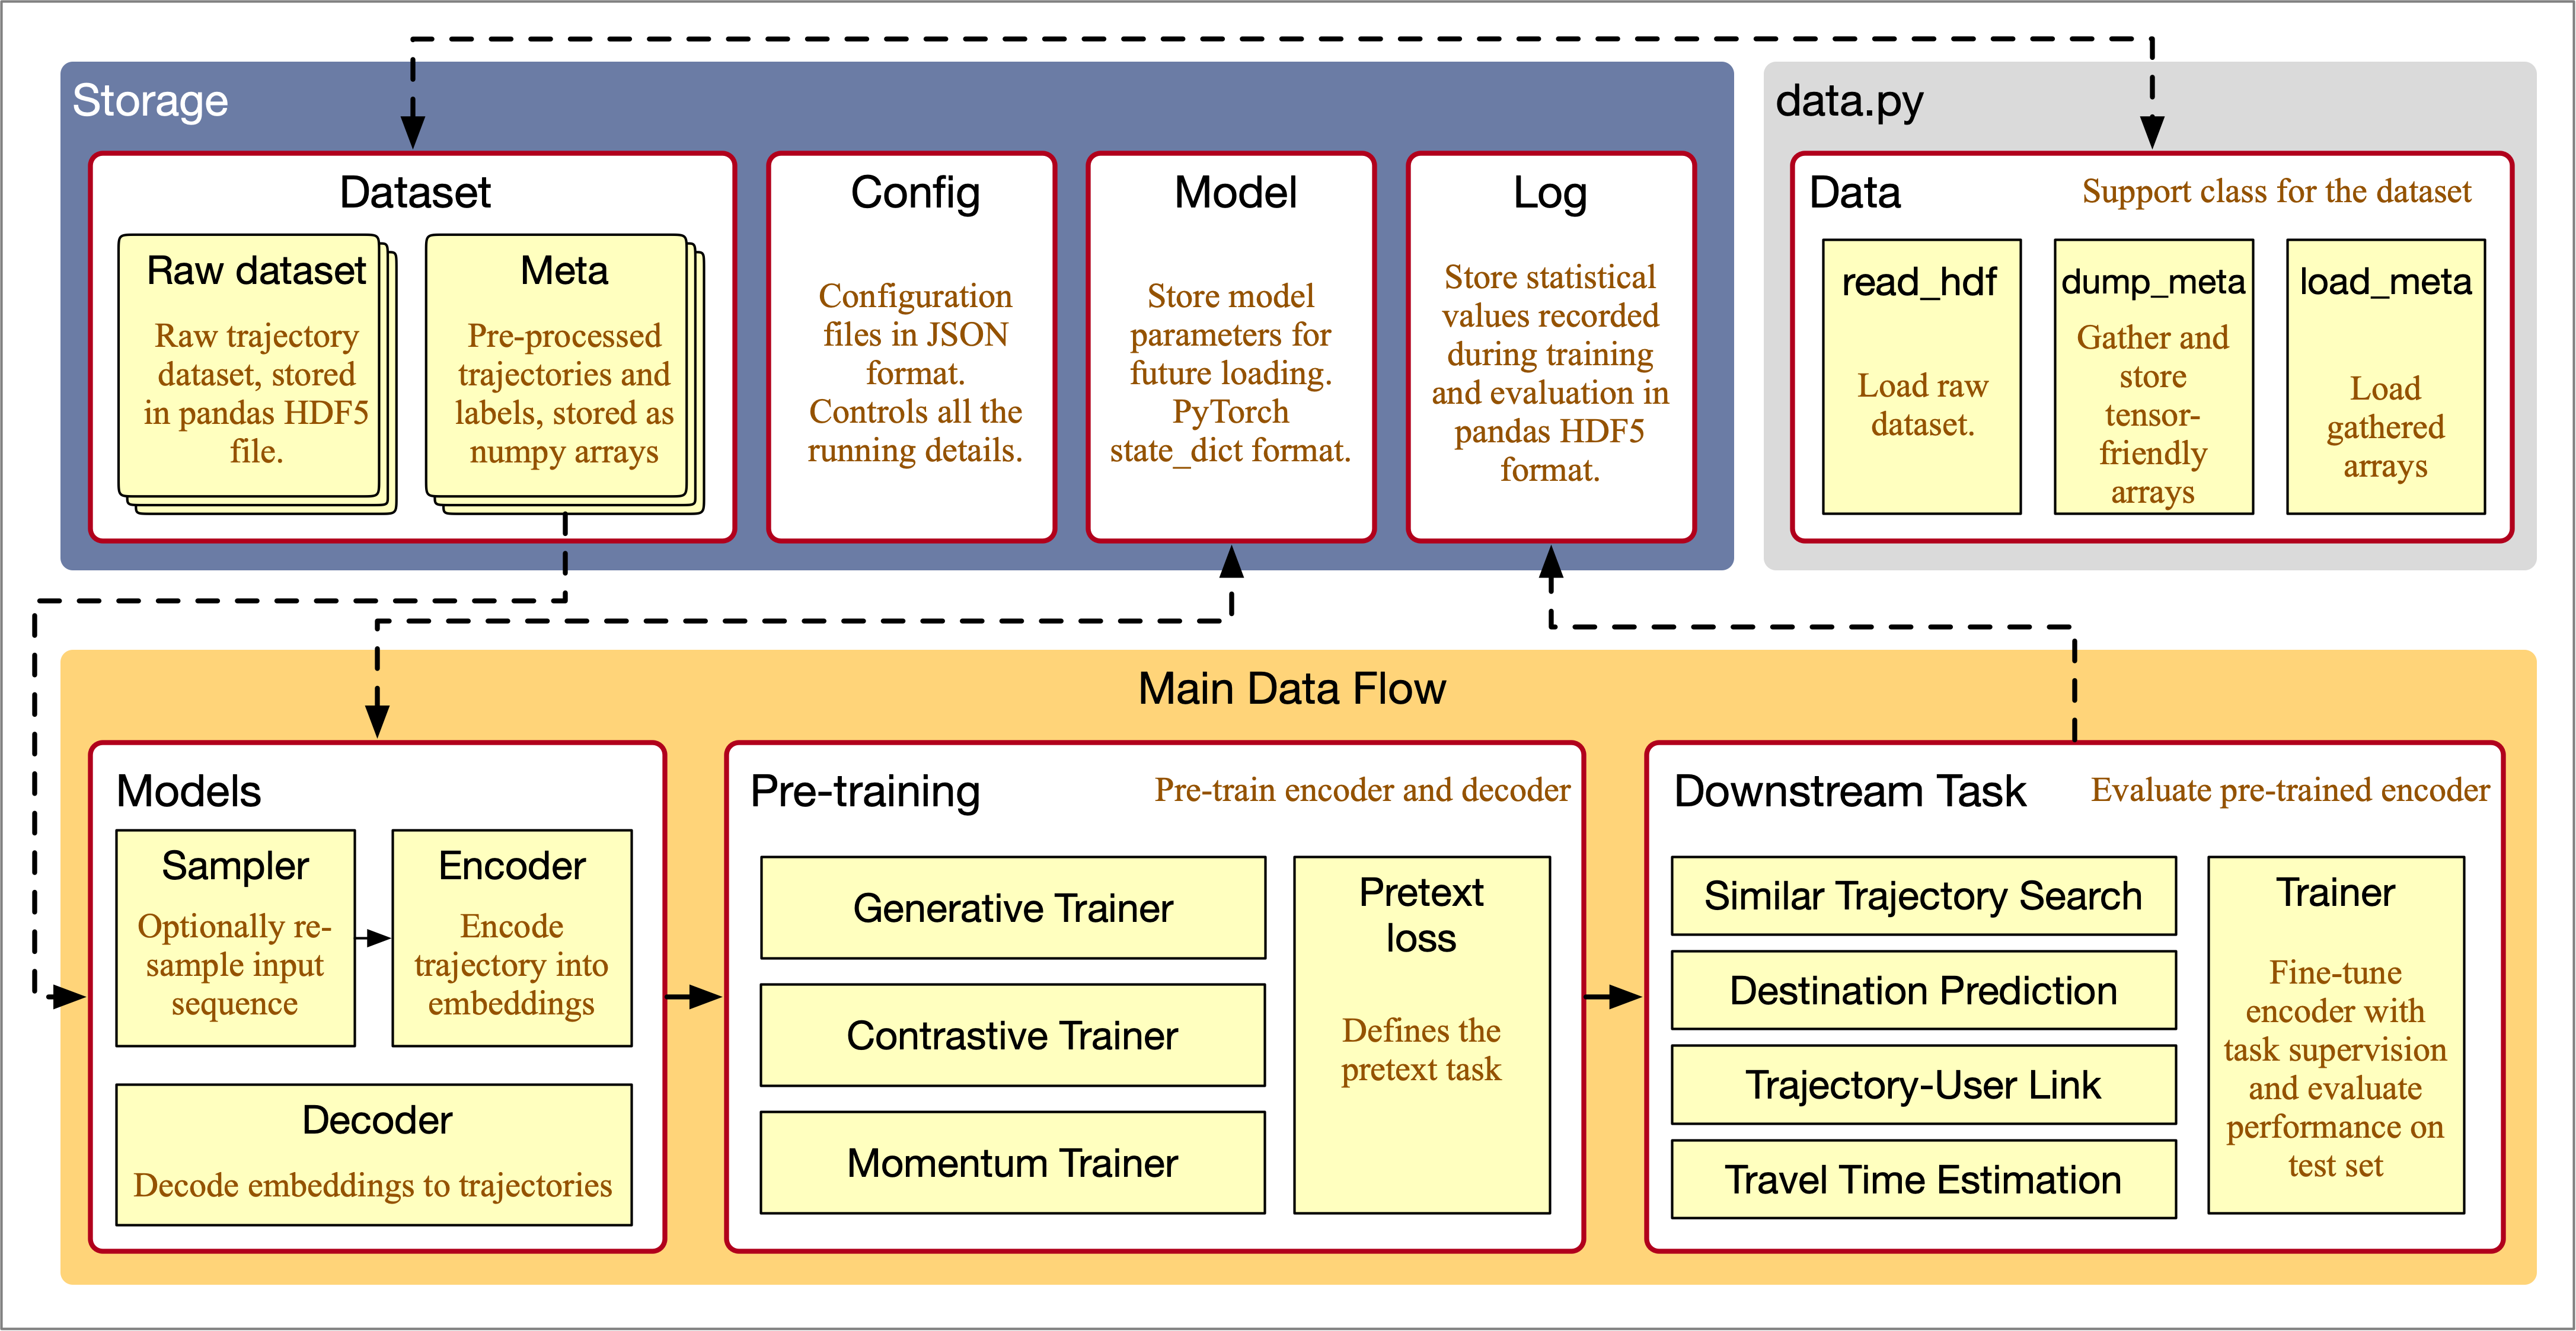 Storage
Dataset
Raw dataset
Raw trajectory
dataset, stored
in pandas HDF5
file.
Meta
Pre-processed
trajectories and
labels, stored as
numpy arrays
Config
Configuration
files in JSON
format.
Controls all the
running details.
Model
Store model
parameters for
future loading.
PyTorch
state_dict format.
Log
Store statistical
values recorded
during training
and evaluation in
pandas HDF5
format.
data.py
Data
Support class for the dataset
read_hdf
Load raw
dataset.
dump_meta
Gather and
store
tensor-
friendly
arrays
load_meta
Load
gathered
arrays
Main Data Flow
Models
Sampler
Optionally re-
sample input
sequence
Encoder
Encode
trajectory into
embeddings
Decoder
Decode embeddings to trajectories
Pre-training
Pre-train encoder and decoder
Generative Trainer
Contrastive Trainer
Momentum Trainer
Pretext
loss
Defines the
pretext task
Downstream Task
Evaluate pre-trained encoder
Similar Trajectory Search
Destination Prediction
Trajectory-User Link
Travel Time Estimation
Trainer
Fine-tune
encoder with
task supervision
and evaluate
performance on
test set